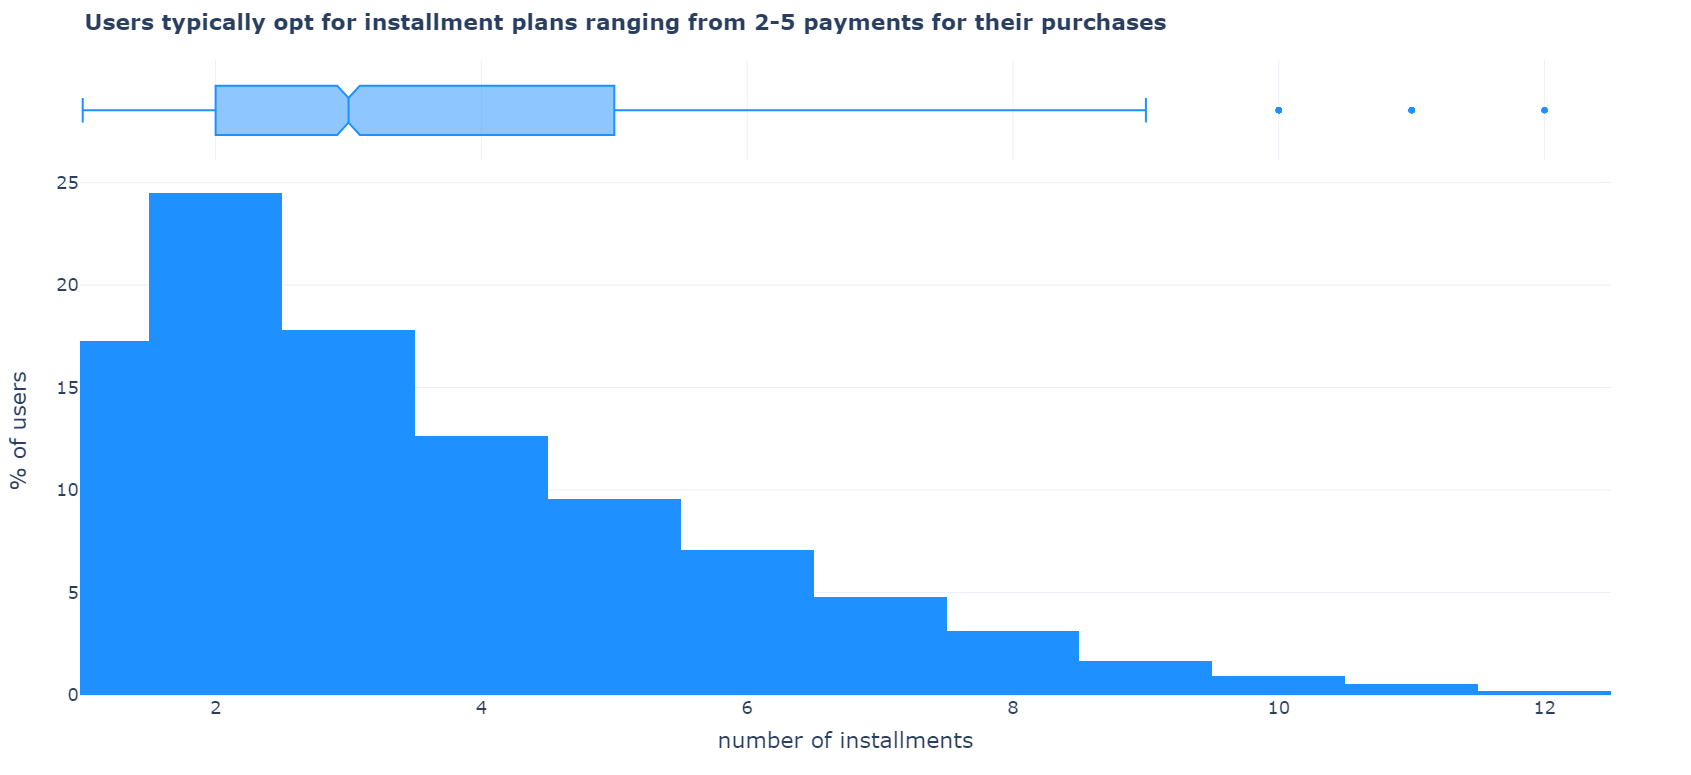 Users typically opt for installment plans ranging from 2-5 payments for their purchases
25
20
15
10
5
0
% of users
2 4 6 8 10 12
number of installments